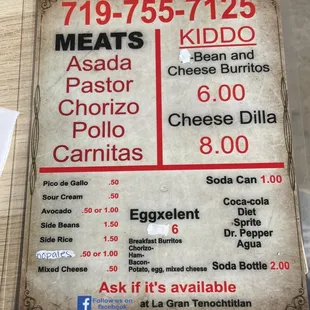 719-755-7125
MEATS
Asada
Pastor
Chorizo
Pollo
Carnitas
KIDDO
-Bean and
Cheese Burritos
6.00
Cheese Dilla
8.00
Pico de Gallo .50
Sour Cream .50
Avocado .50 or 1.00
Side Beans 1.50
Side Rice 1.50
nopales .50 or 1.00
Mixed Cheese .50
Eggxelent
6
Breakfast Burritos
Chorizo-
Ham-
Bacon-
Potato, egg, mixed cheese
Soda Can 1.00
Coca-cola
Diet
-Sprite
Dr. Pepper
Agua
Soda Bottle 2.00
Ask if it's available
Follow us on
facebook
at La Gran Tenochtitlan